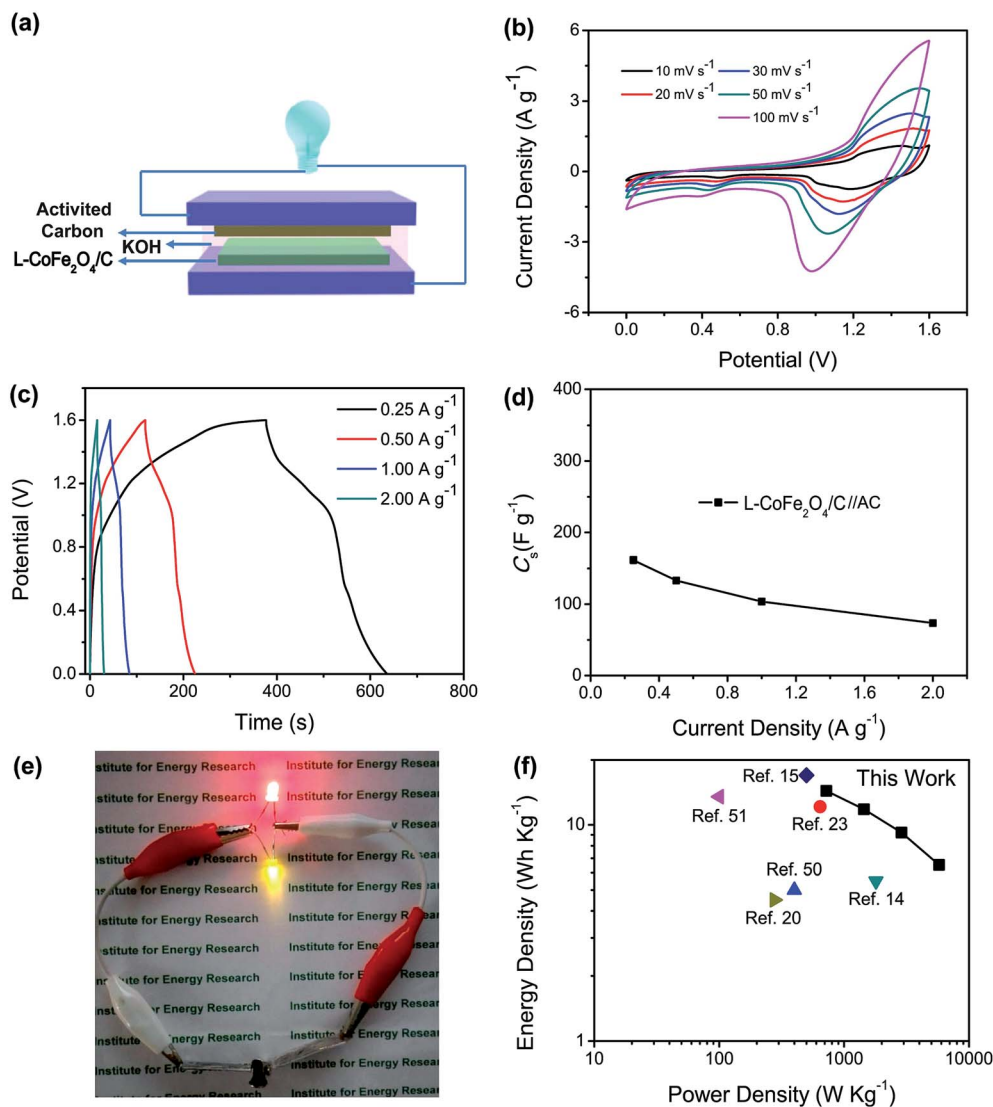 (a)
Activited
Carbon
KOH
L-CoFe₂O₄/C
(b)
Current Density (A g⁻¹)
6
3
0
-3
-6
10 mV s⁻¹
30 mV s⁻¹
20 mV s⁻¹
50 mV s⁻¹
100 mV s⁻¹
0.0 0.4 0.8 1.2 1.6
Potential (V)
(c)
Potential (V)
1.6
1.2
0.8
0.4
0.0
0.25 A g⁻¹
0.50 A g⁻¹
1.00 A g⁻¹
2.00 A g⁻¹
0 200 400 600 800
Time (s)
(d)
Cₛ(F g⁻¹)
400
300
200
100
0
L-CoFe₂O₄/C//AC
0.0 0.4 0.8 1.2 1.6 2.0
Current Density (A g⁻¹)
(e)
nstitute for Energy Research Institute for Energy Research
Institute for Energy Research
Institute for Energy Research
Institute for Energy Research
Institute for Energy Research
Institute for Energy Research
(f)
Energy Density (Wh Kg⁻¹)
10
1
This Work
Ref. 15
Ref. 51
Ref. 23
Ref. 50
Ref. 20
Ref. 14
10 100 1000 10000
Power Density (W Kg⁻¹)